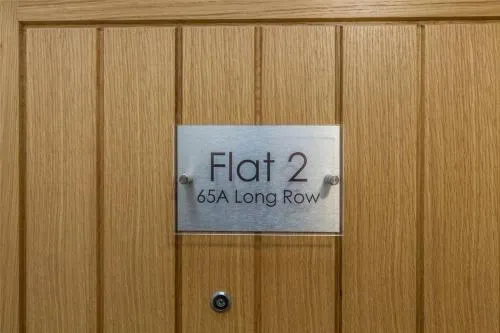 Flat 2
65A Long Row